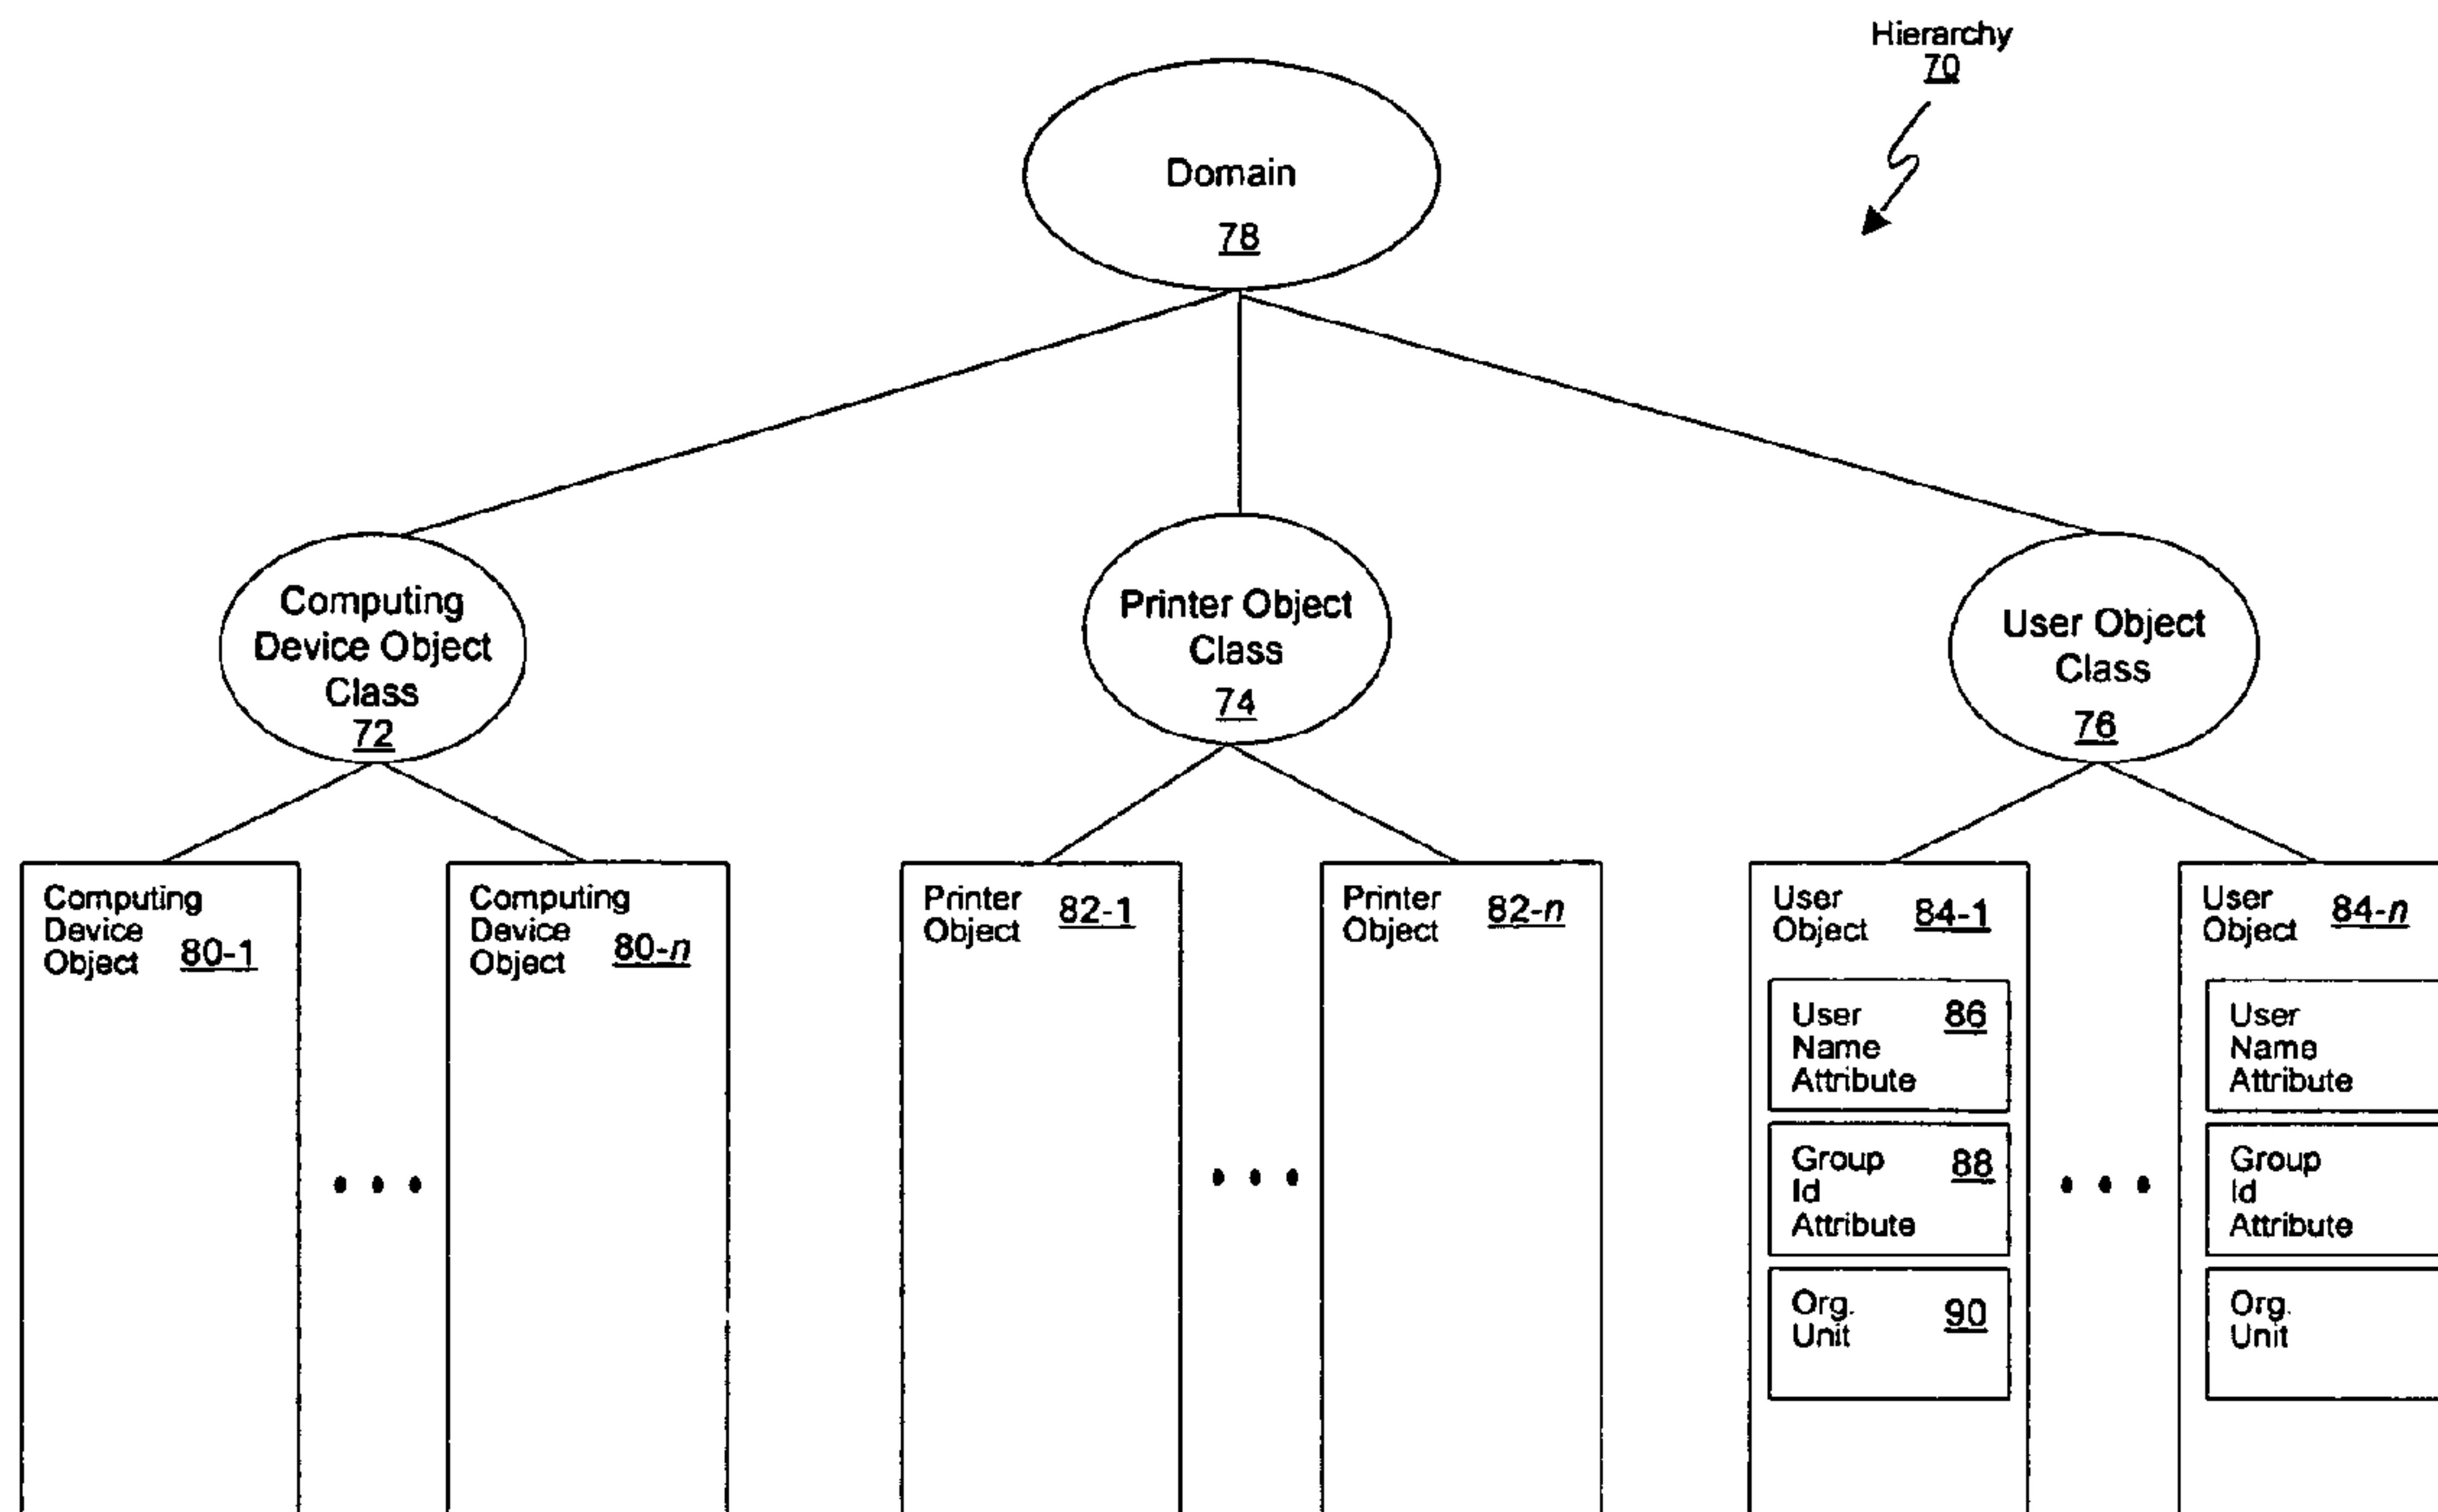 Hierarchy
70
Domain
78
Computing
Device Object
Class
72
Printer Object
Class
74
User Object
Class
76
Computing
Device
Object 80-1
Computing
Device
Object 80-n
Printer
Object 82-1
Printer
Object 82-n
User
Object 84-1
User
Name
Attribute
86
Group
Id
Attribute
88
Org.
Unit
90
User
Object 84-n
User
Name
Attribute
Group
Id
Attribute
Org.
Unit